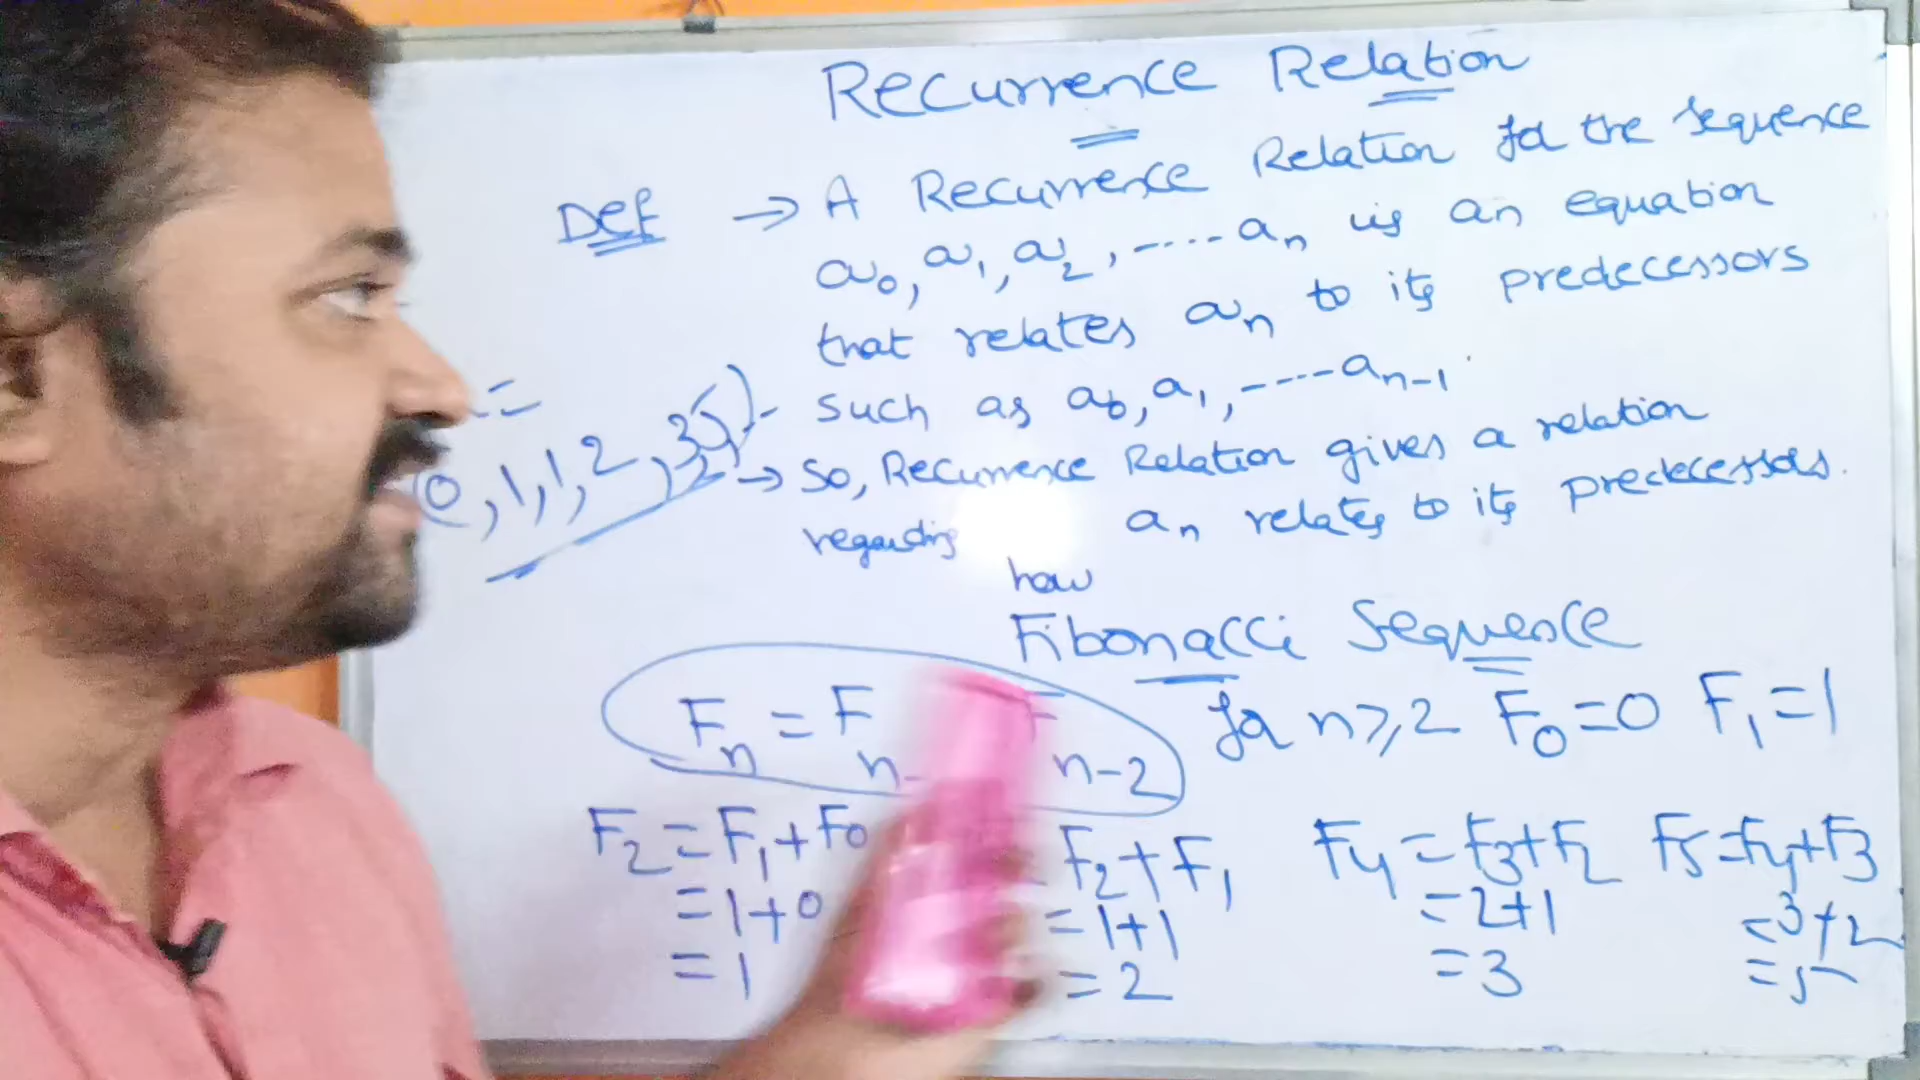 Recurrence Relation
Def → A Recurrence Relation for the sequence
a0, a1, a2, ----- an is an equation
that relates an to its predecessors
such as a0, a1, ---- an-1
(0, 1, 1, 2, 3,
→ So, Recurrence Relation gives a relation
regarding how an relates to its predecessors.
Fibonacci Sequence
Fn = Fn- Fn-2 for n≥2 F0=0 F1=1
F2 = F1+F0 = F2+F1 F4 = F3+F2 F5=F4+F3
= 1+0 = 1+1 = 2+1 = 3+2
= 1 = 2 = 3 = 5